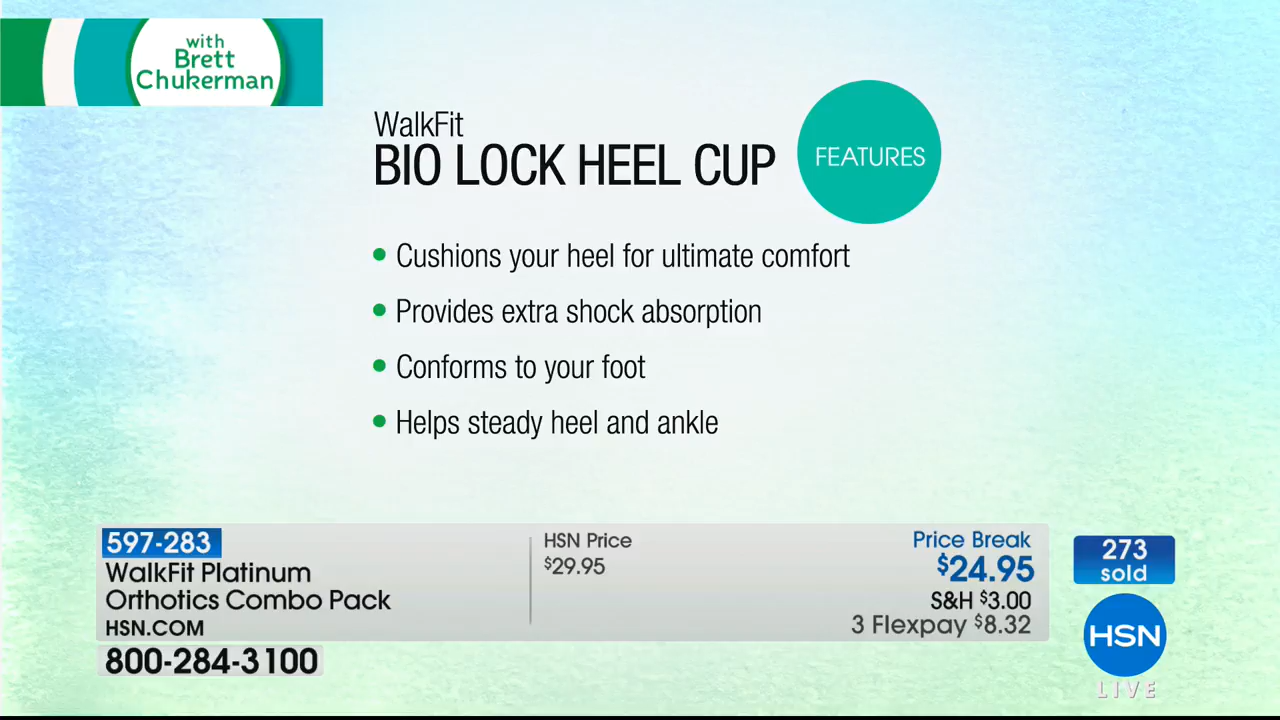 with
Brett
Chukerman
WalkFit
BIO LOCK HEEL CUP
FEATURES
• Cushions your heel for ultimate comfort
• Provides extra shock absorption
• Conforms to your foot
• Helps steady heel and ankle
597-283
WalkFit Platinum
Orthotics Combo Pack
HSN.COM
800-284-3100
HSN Price
$29.95
Price Break
$24.95
S&H $3.00
3 Flexpay $8.32
273
sold
HSN
LIVE